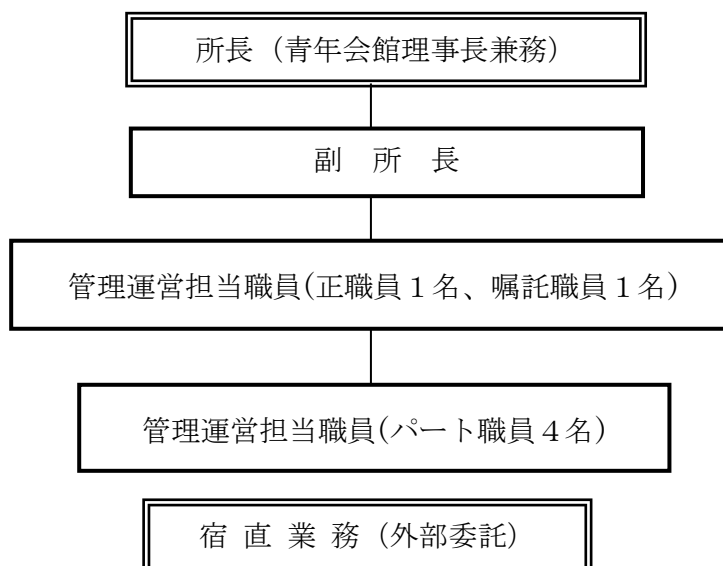 所長（青年会館理事長兼務）
副　所　長
管理運営担当職員(正職員１名、嘱託職員１名)
管理運営担当職員(パート職員４名)
宿 直 業 務（外部委託）